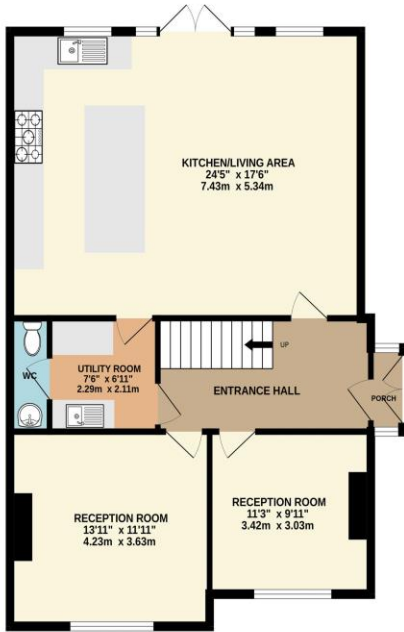 KITCHEN/LIVING AREA
24'5" x 17'6"
7.43m x 5.34m
UP
WC
UTILITY ROOM
7'6" x 6'11"
2.29m x 2.11m
ENTRANCE HALL
PORCH
RECEPTION ROOM
13'11" x 11'11"
4.23m x 3.63m
RECEPTION ROOM
11'3" x 9'11"
3.42m x 3.03m